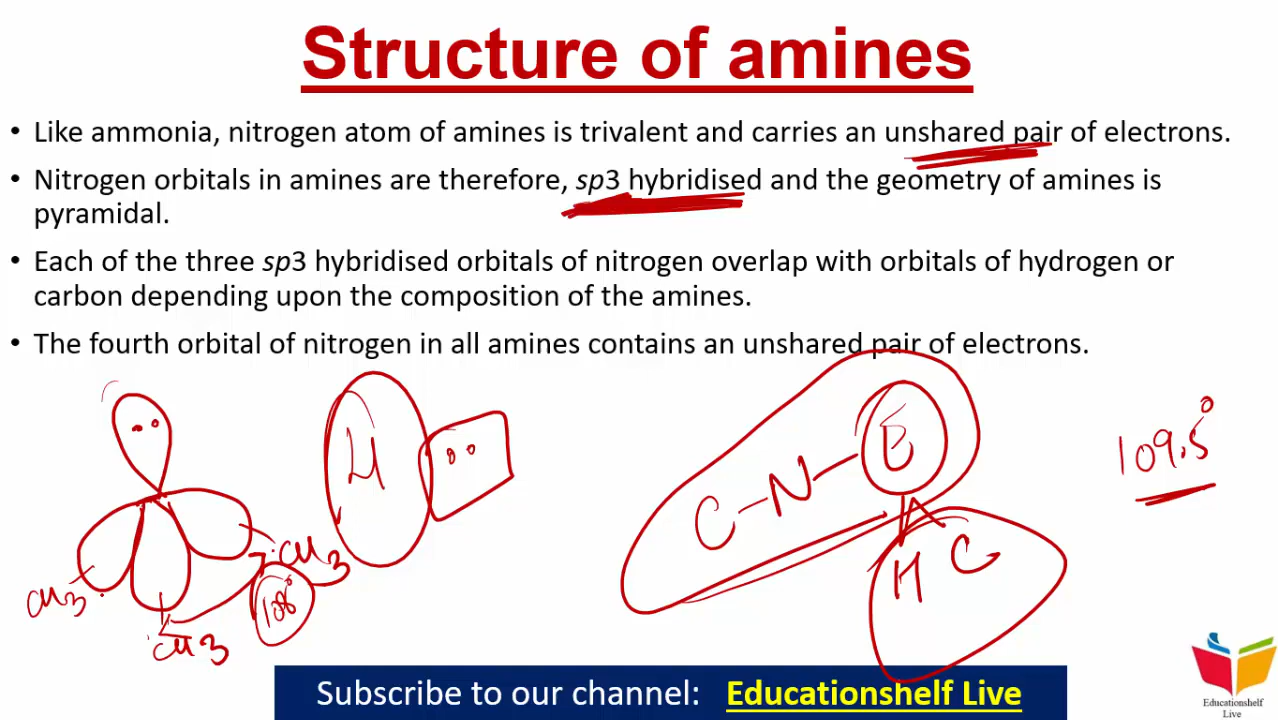 Structure of amines
• Like ammonia, nitrogen atom of amines is trivalent and carries an unshared pair of electrons.
• Nitrogen orbitals in amines are therefore, sp3 hybridised and the geometry of amines is
pyramidal.
• Each of the three sp3 hybridised orbitals of nitrogen overlap with orbitals of hydrogen or
carbon depending upon the composition of the amines.
• The fourth orbital of nitrogen in all amines contains an unshared pair of electrons.
109.5°
C-N-E
H C
CH3
108°
CH3
CH3
Subscribe to our channel: Educationshelf Live
Educationshelf
Live